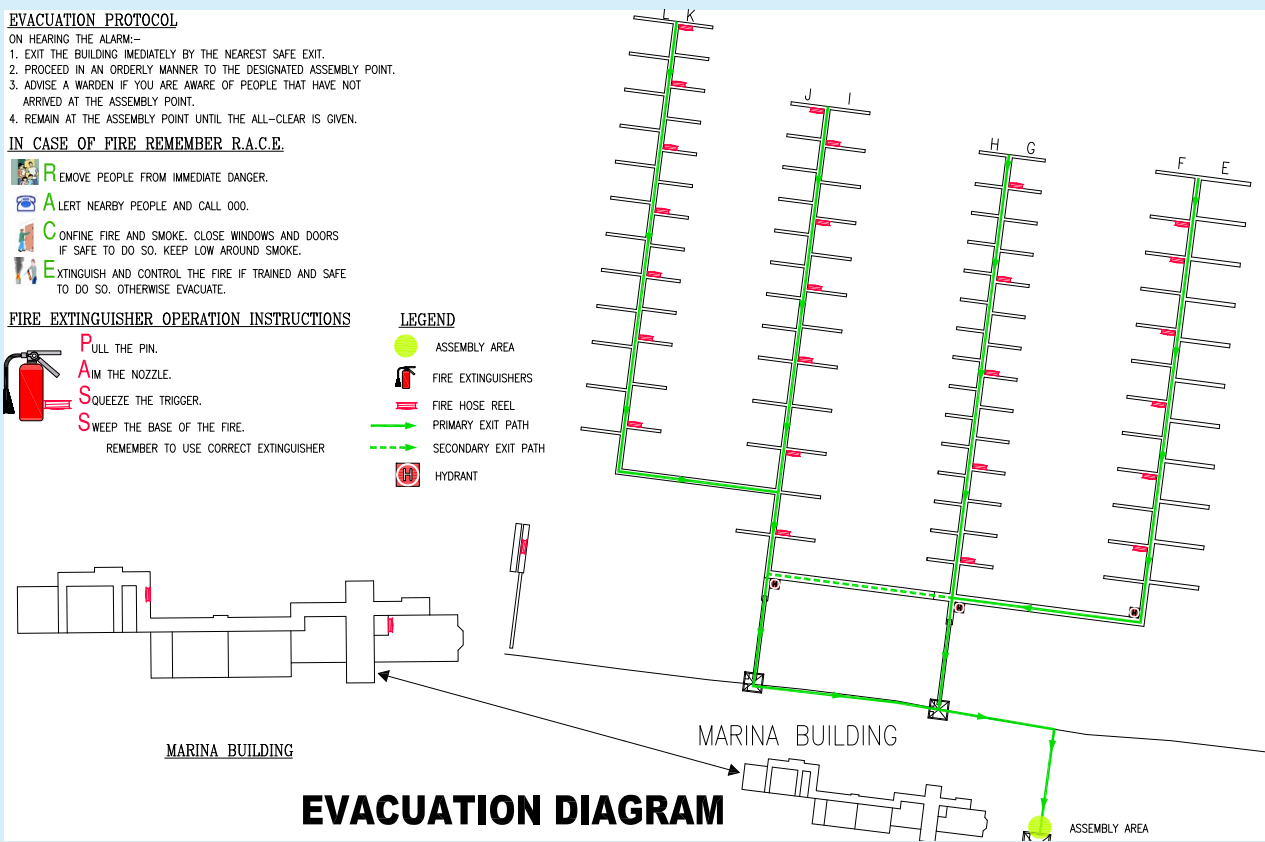 EVACUATION PROTOCOL
ON HEARING THE ALARM:-
1. EXIT THE BUILDING IMEDIATELY BY THE NEAREST SAFE EXIT.
2. PROCEED IN AN ORDERLY MANNER TO THE DESIGNATED ASSEMBLY POINT.
3. ADVISE A WARDEN IF YOU ARE AWARE OF PEOPLE THAT HAVE NOT
ARRIVED AT THE ASSEMBLY POINT.
4. REMAIN AT THE ASSEMBLY POINT UNTIL THE ALL-CLEAR IS GIVEN.
IN CASE OF FIRE REMEMBER R.A.C.E.
REMOVE PEOPLE FROM IMMEDIATE DANGER.
ALERT NEARBY PEOPLE AND CALL 000.
CONFINE FIRE AND SMOKE. CLOSE WINDOWS AND DOORS
IF SAFE TO DO SO. KEEP LOW AROUND SMOKE.
EXTINGUISH AND CONTROL THE FIRE IF TRAINED AND SAFE
TO DO SO. OTHERWISE EVACUATE.
FIRE EXTINGUISHER OPERATION INSTRUCTIONS
PULL THE PIN.
AIM THE NOZZLE.
SQUEEZE THE TRIGGER.
SWEEP THE BASE OF THE FIRE.
REMEMBER TO USE CORRECT EXTINGUISHER
LEGEND
ASSEMBLY AREA
FIRE EXTINGUISHERS
FIRE HOSE REEL
PRIMARY EXIT PATH
SECONDARY EXIT PATH
H HYDRANT
L K
J I
H G
F E
H
H
H
MARINA BUILDING
MARINA BUILDING
EVACUATION DIAGRAM
ASSEMBLY AREA